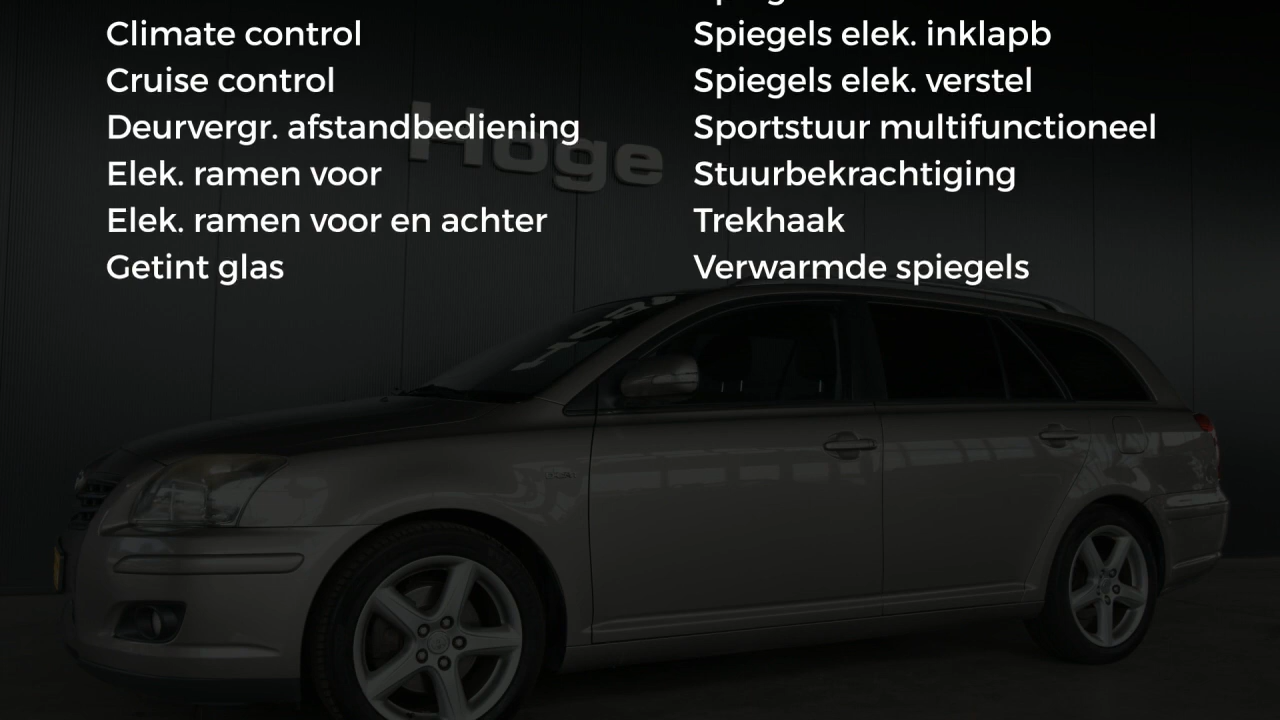 Climate control
Cruise control
Deurvergr. afstandbediening
Elek. ramen voor
Elek. ramen voor en achter
Getint glas
Spiegels elek. inklapb
Spiegels elek. verstel
Sportstuur multifunctioneel
Stuurbekrachtiging
Trekhaak
Verwarmde spiegels
Hoge